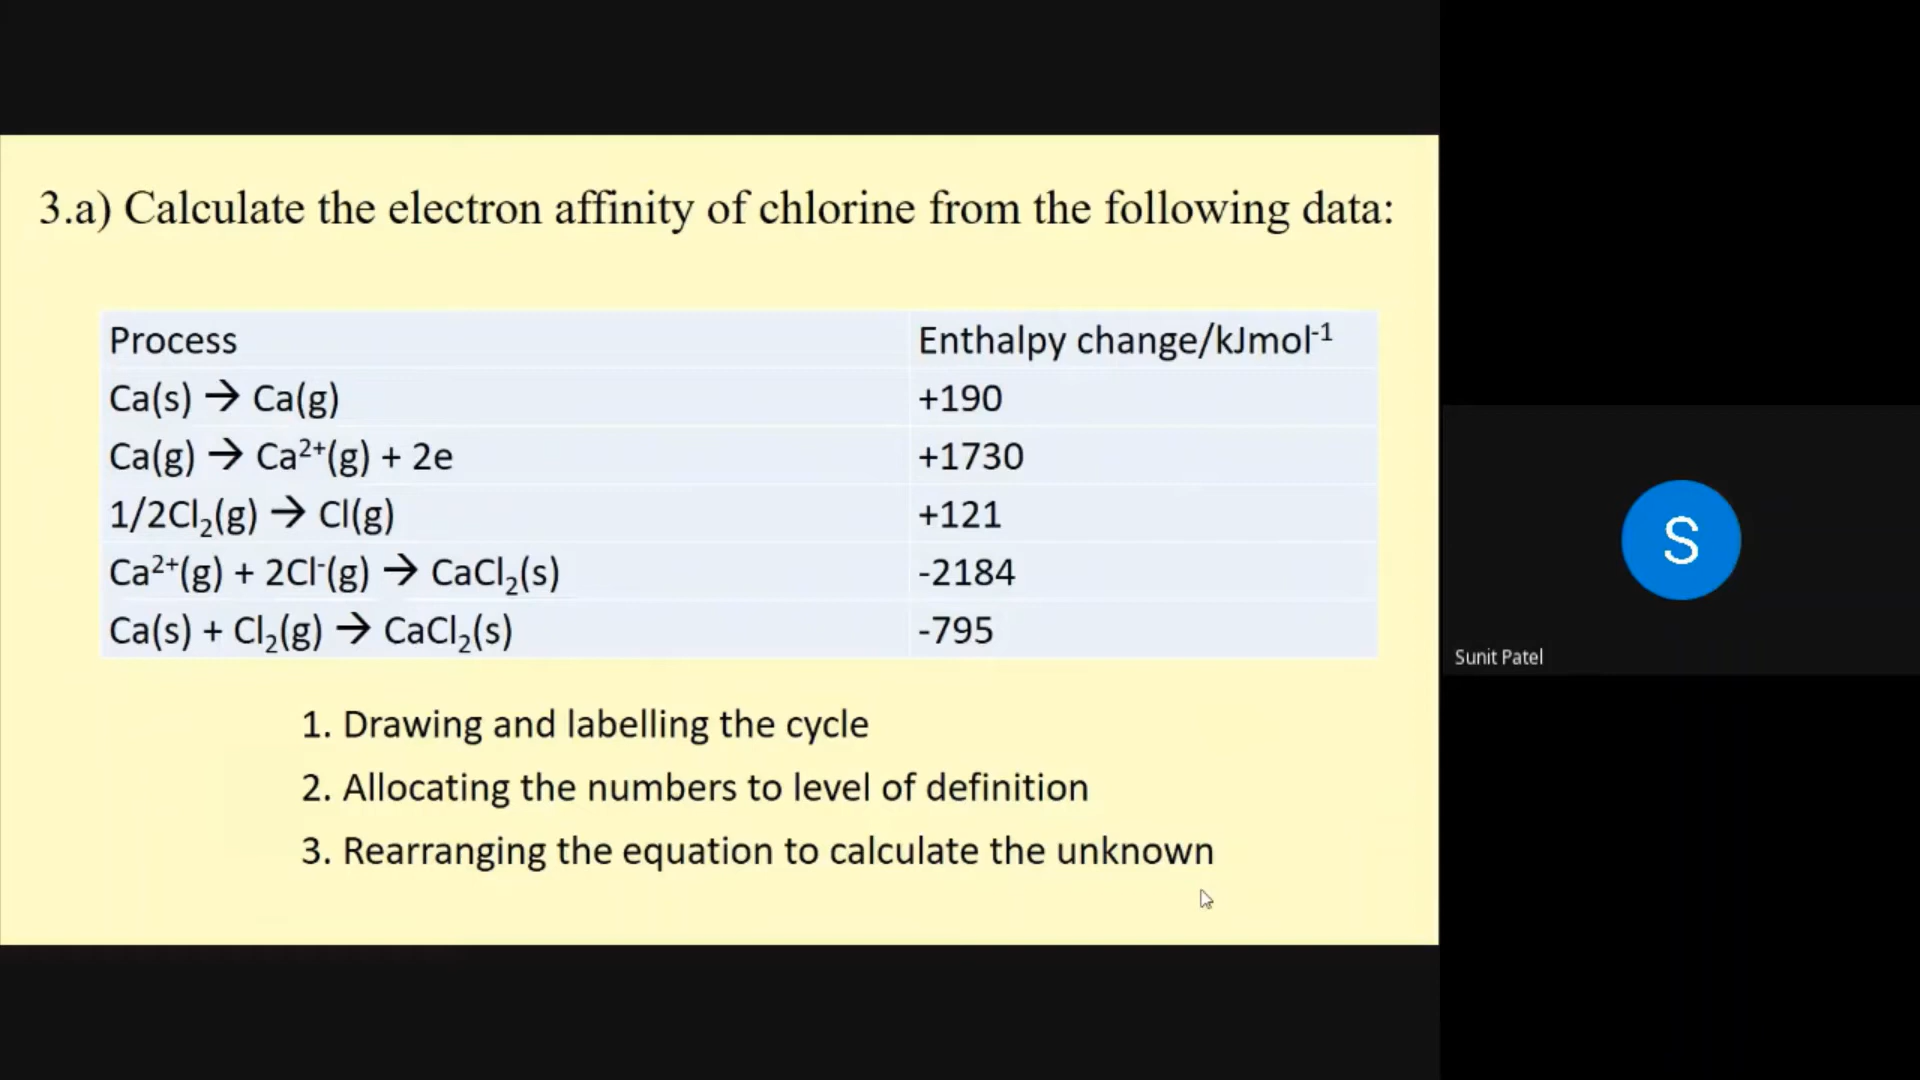 3.a) Calculate the electron affinity of chlorine from the following data:
Process Enthalpy change/kJmol⁻¹
Ca(s) → Ca(g) +190
Ca(g) → Ca²⁺(g) + 2e +1730
1/2Cl₂(g) → Cl(g) +121
Ca²⁺(g) + 2Cl⁻(g) → CaCl₂(s) -2184
Ca(s) + Cl₂(g) → CaCl₂(s) -795
1. Drawing and labelling the cycle
2. Allocating the numbers to level of definition
3. Rearranging the equation to calculate the unknown
S
Sunit Patel